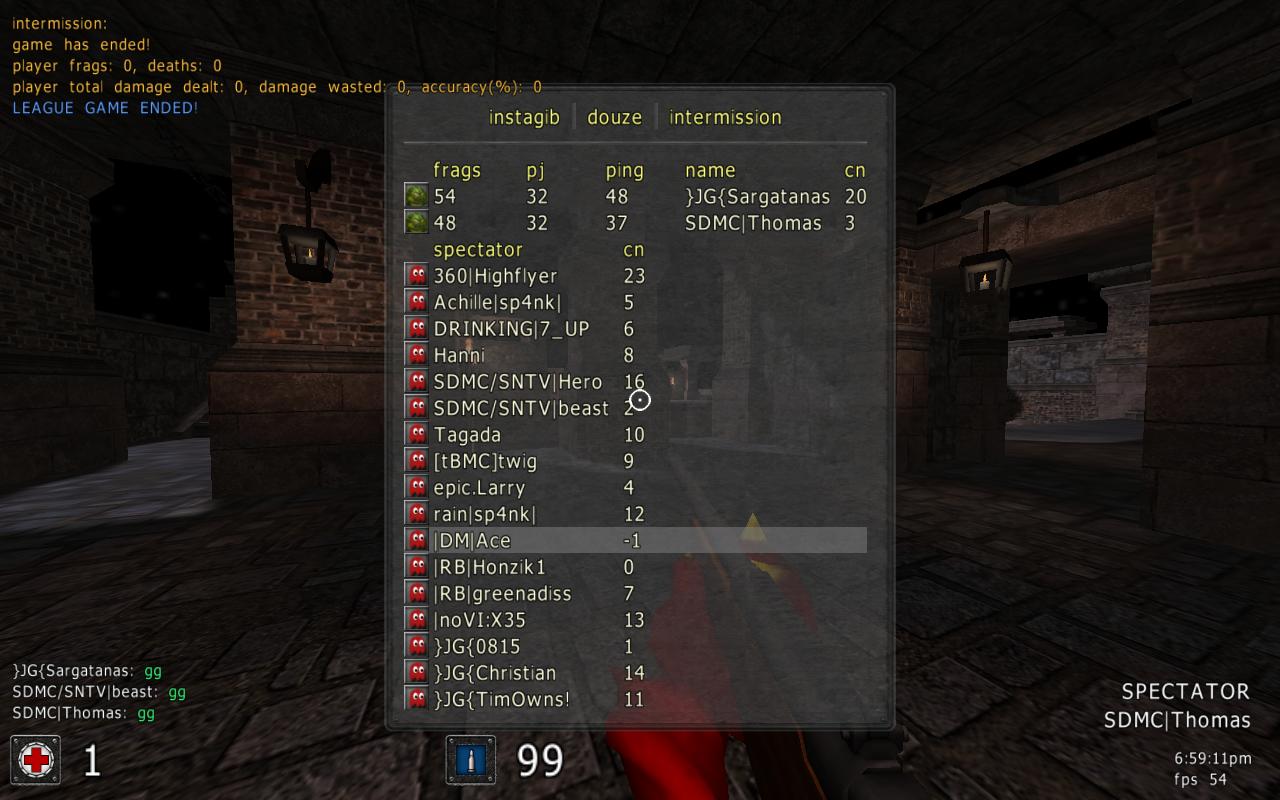 intermission:
game has ended!
player frags: 0, deaths: 0
player total damage dealt: 0, damage wasted: 0, accuracy(%): 0
LEAGUE GAME ENDED!
instagib douze intermission
frags pj ping name cn
54 32 48 }JG{Sargatanas 20
48 32 37 SDMC|Thomas 3
spectator cn
360|Highflyer 23
Achille|sp4nk| 5
DRINKING|7_UP 6
Hanni 8
SDMC/SNTV|Hero 16
SDMC/SNTV|beast 2
Tagada 10
[tBMC]twig 9
epic.Larry 4
rain|sp4nk| 12
|DM|Ace -1
|RB|Honzik1 0
|RB|greenadiss 7
|noVI:X35 13
}JG{0815 1
}JG{Christian 14
}JG{TimOwns! 11
}JG{Sargatanas: gg
SDMC/SNTV|beast: gg
SDMC|Thomas: gg
1
99
SPECTATOR
SDMC|Thomas
6:59:11pm
fps 54